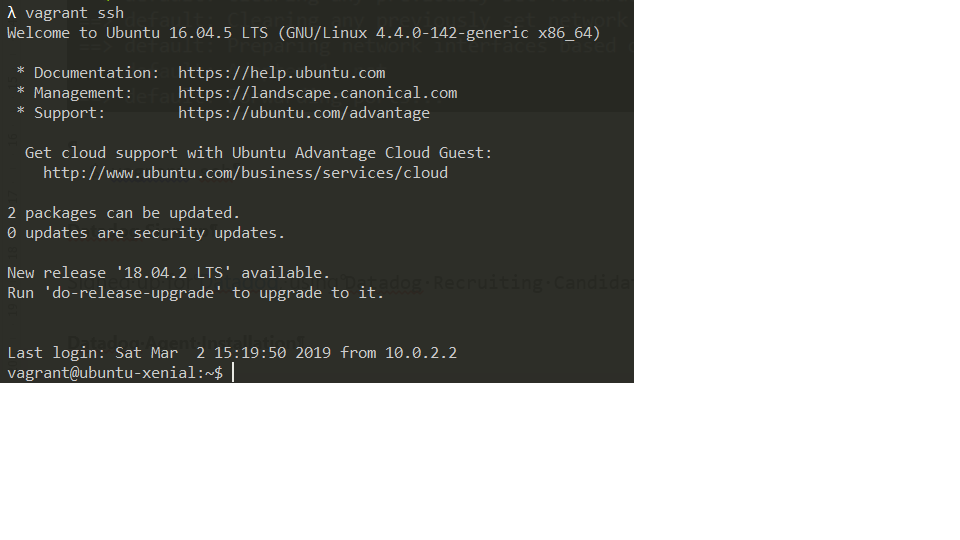 λ vagrant ssh
Welcome to Ubuntu 16.04.5 LTS (GNU/Linux 4.4.0-142-generic x86_64)
* Documentation: https://help.ubuntu.com
* Management: https://landscape.canonical.com
* Support: https://ubuntu.com/advantage
Get cloud support with Ubuntu Advantage Cloud Guest:
http://www.ubuntu.com/business/services/cloud
2 packages can be updated.
0 updates are security updates.
New release '18.04.2 LTS' available.
Run 'do-release-upgrade' to upgrade to it.
Last login: Sat Mar  2 15:19:50 2019 from 10.0.2.2
vagrant@ubuntu-xenial:~$